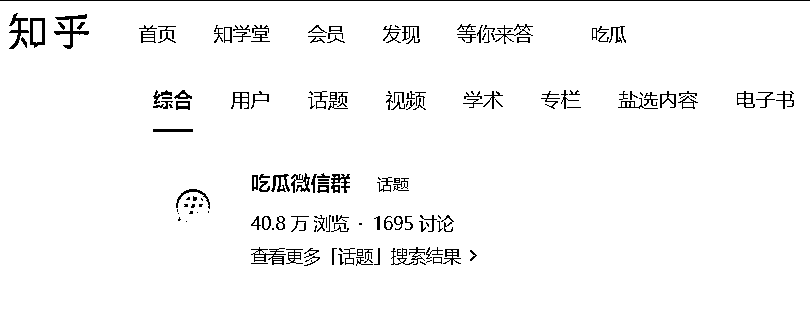 知乎 首页 知学堂 会员 发现 等你来答 吃瓜
综合 用户 话题 视频 学术 专栏 盐选内容 电子书
吃瓜微信群 话题
40.8 万 浏览 · 1695 讨论
查看更多「话题」搜索结果 >